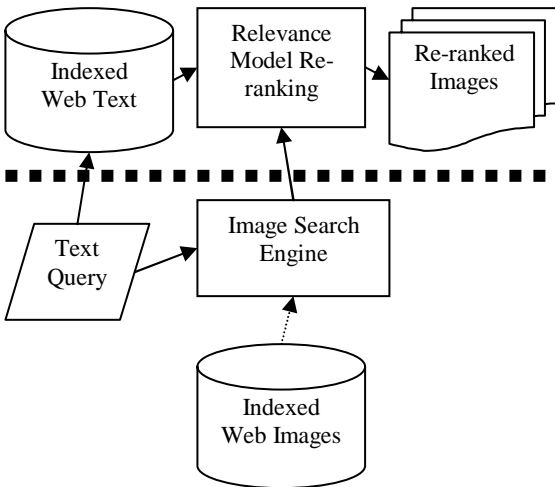 Indexed
Web Text
Relevance
Model Re-
ranking
Re-ranked
Images
Text
Query
Image Search
Engine
Indexed
Web Images